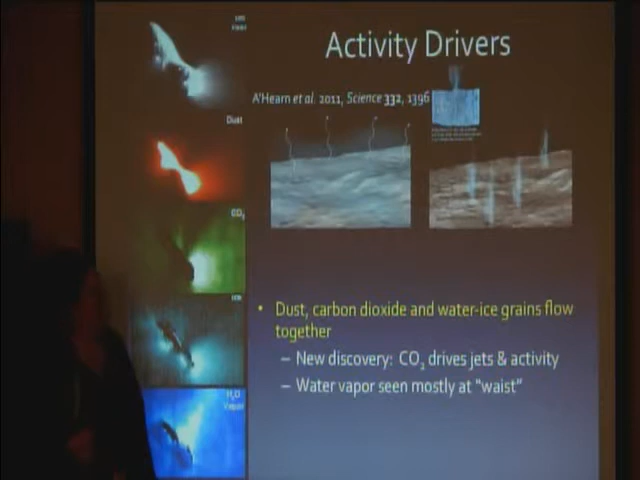 Activity Drivers
A'Hearn et al. 2011, Science 332, 1396
Dust
CO2
H2O
Vapor
• Dust, carbon dioxide and water-ice grains flow
together
– New discovery: CO2 drives jets & activity
– Water vapor seen mostly at "waist"